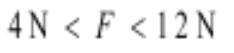 4N < F < 12N